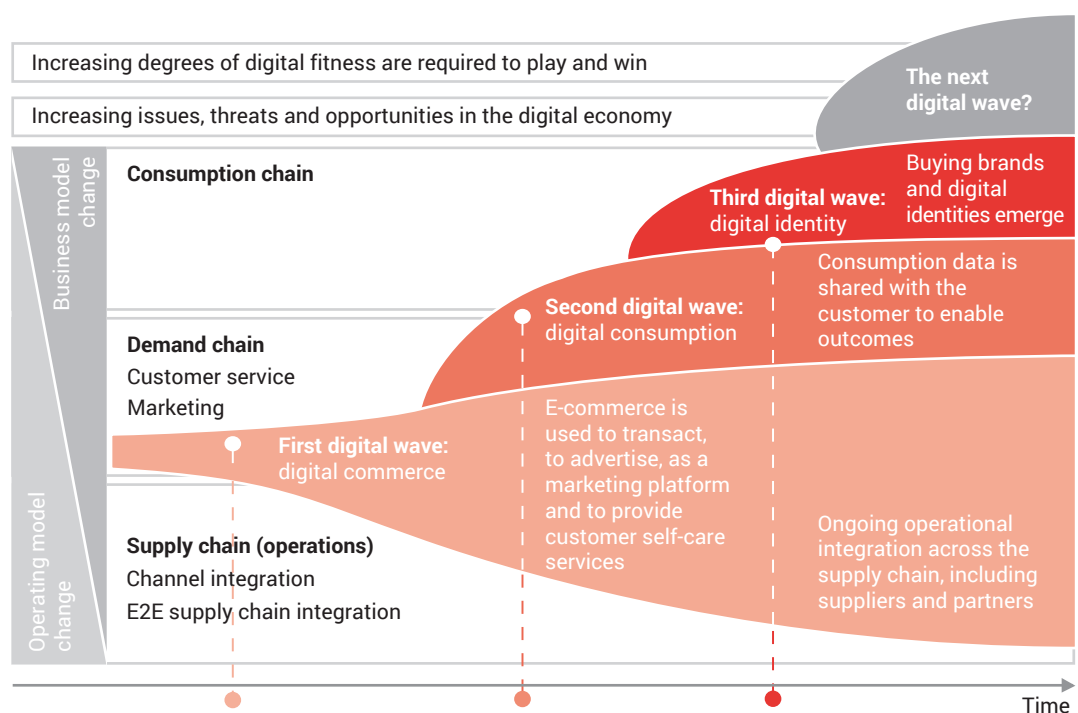 Increasing degrees of digital fitness are required to play and win
Increasing issues, threats and opportunities in the digital economy
The next
digital wave?
Business model
change
Operating model
change
Consumption chain
Third digital wave:
digital identity
Buying brands
and digital
identities emerge
Second digital wave:
digital consumption
Consumption data is
shared with the
customer to enable
outcomes
Demand chain
Customer service
Marketing
First digital wave:
digital commerce
E-commerce is
used to transact,
to advertise, as a
marketing platform
and to provide
customer self-care
services
Ongoing operational
integration across the
supply chain, including
suppliers and partners
Supply chain (operations)
Channel integration
E2E supply chain integration
Time